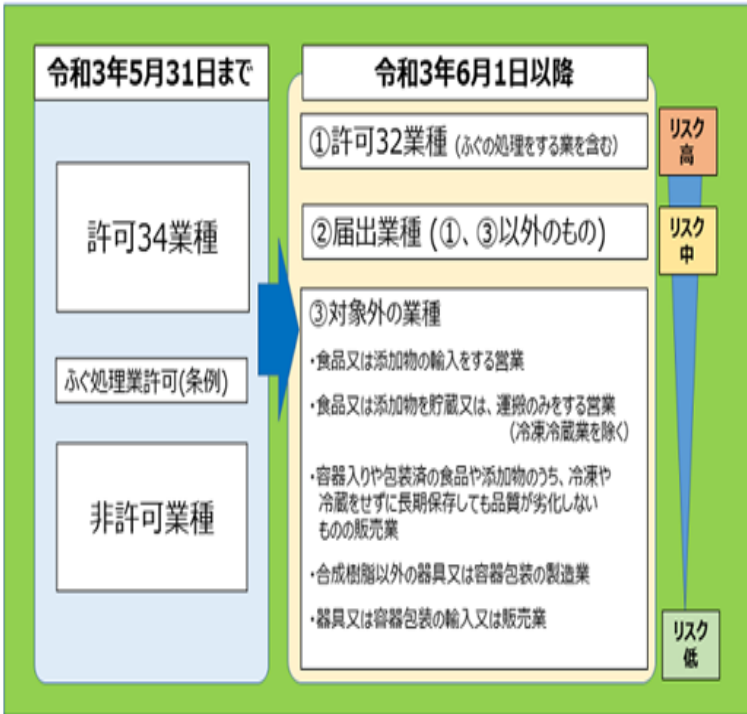 令和3年5月31日まで
許可34業種
ふぐ処理業許可(条例)
非許可業種
令和3年6月1日以降
①許可32業種 (ふぐの処理をする業を含む)
②届出業種 (①、③以外のもの)
③対象外の業種
・食品又は添加物の輸入をする営業
・食品又は添加物を貯蔵又は、運搬のみをする営業
(冷凍冷蔵業を除く)
・容器入りや包装済の食品や添加物のうち、冷凍や
冷蔵をせずに長期保存しても品質が劣化しない
ものの販売業
・合成樹脂以外の器具又は容器包装の製造業
・器具又は容器包装の輸入又は販売業
リスク
高
リスク
中
リスク
低